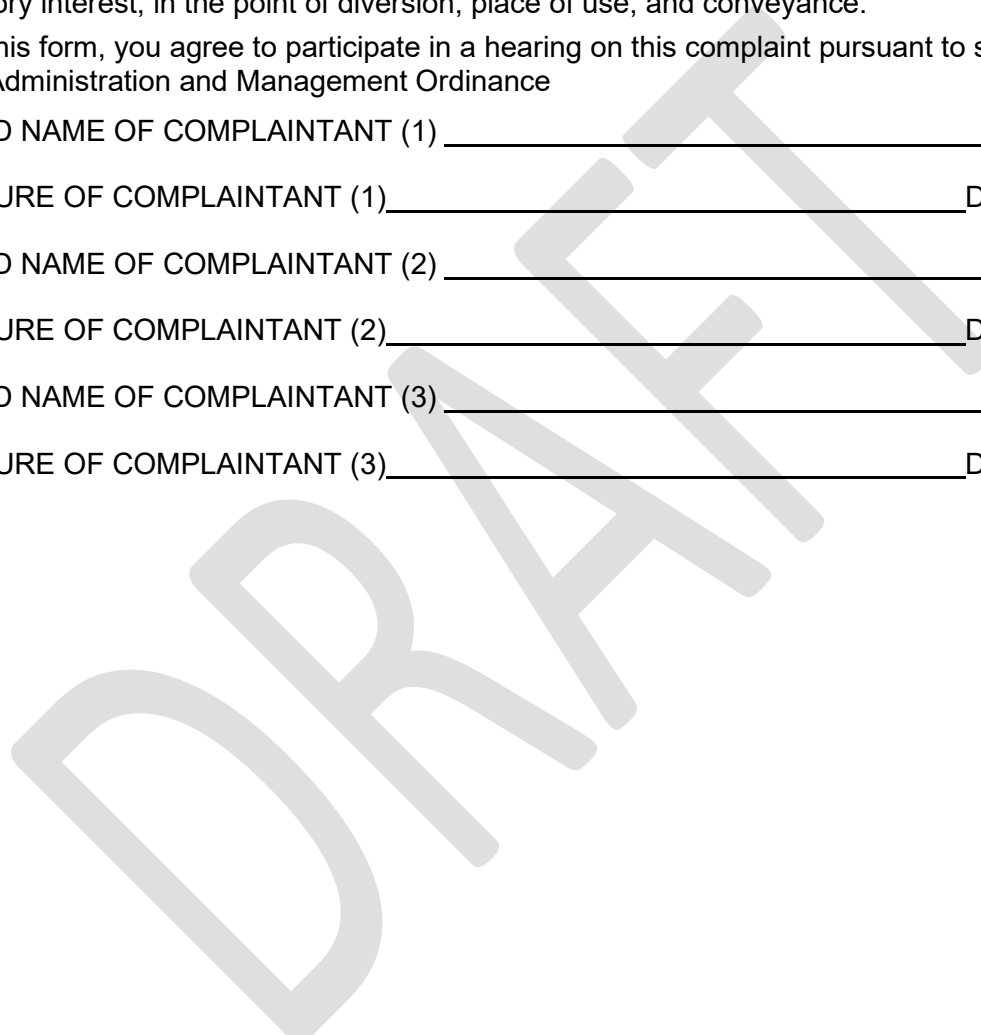 ory interest, in the point of diversion, place of use, and conveyance.
his form, you agree to participate in a hearing on this complaint pursuant to s
Administration and Management Ordinance
D NAME OF COMPLAINTANT (1)
URE OF COMPLAINTANT (1) D
D NAME OF COMPLAINTANT (2)
URE OF COMPLAINTANT (2) D
D NAME OF COMPLAINTANT (3)
URE OF COMPLAINTANT (3) D
DRAFT